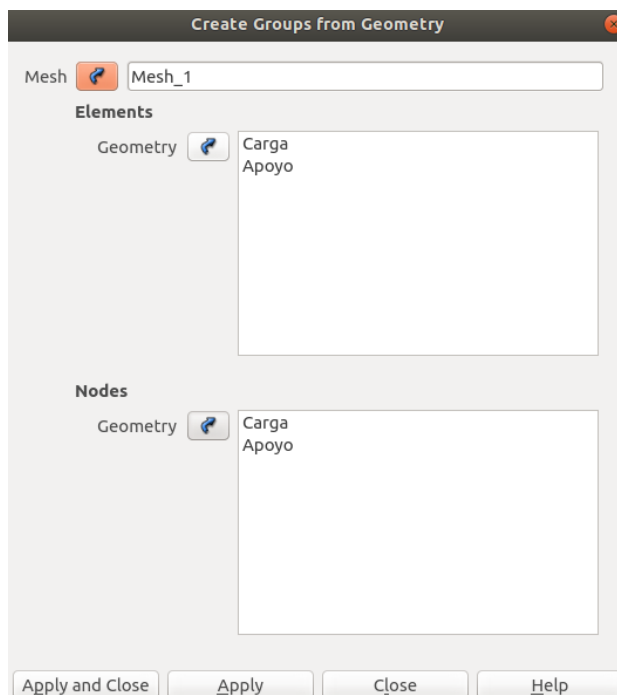 Create Groups from Geometry
Mesh Mesh_1
Elements
Geometry Carga
Apoyo
Nodes
Geometry Carga
Apoyo
Apply and Close Apply Close Help